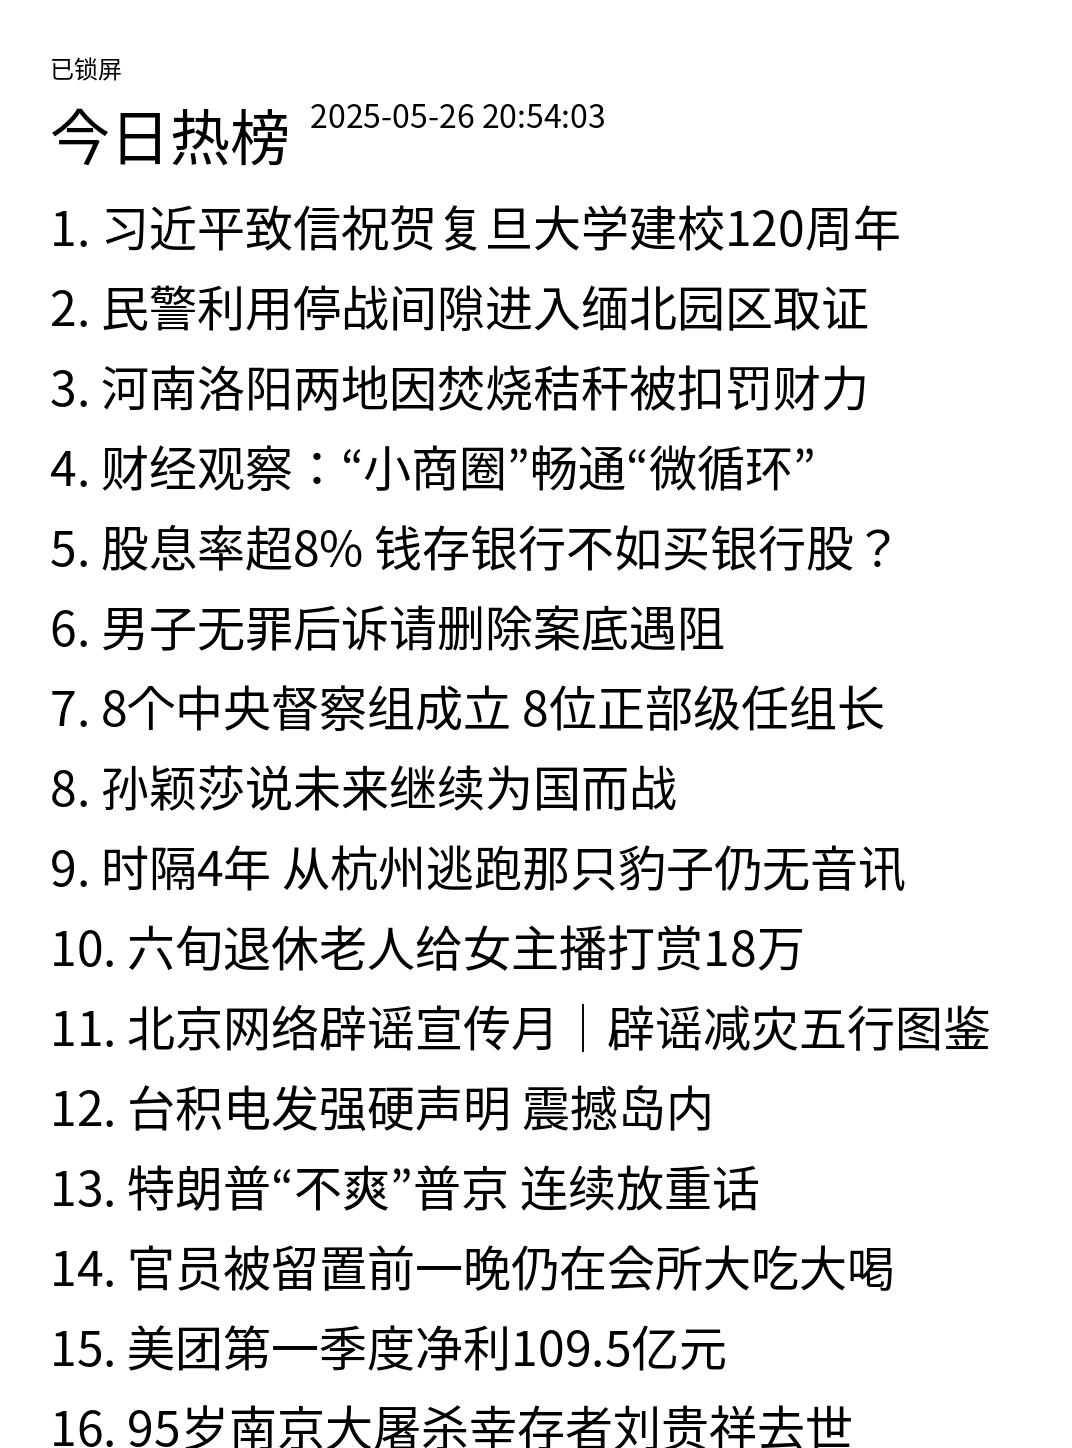 已锁屏
今日热榜 2025-05-26 20:54:03
1. 习近平致信祝贺复旦大学建校120周年
2. 民警利用停战间隙进入缅北园区取证
3. 河南洛阳两地因焚烧秸秆被扣罚财力
4. 财经观察：“小商圈”畅通“微循环”
5. 股息率超8% 钱存银行不如买银行股？
6. 男子无罪后诉请删除案底遇阻
7. 8个中央督察组成立 8位正部级任组长
8. 孙颖莎说未来继续为国而战
9. 时隔4年 从杭州逃跑那只豹子仍无音讯
10. 六旬退休老人给女主播打赏18万
11. 北京网络辟谣宣传月｜辟谣减灾五行图鉴
12. 台积电发强硬声明 震撼岛内
13. 特朗普“不爽”普京 连续放重话
14. 官员被留置前一晚仍在会所大吃大喝
15. 美团第一季度净利109.5亿元
16. 95岁南京大屠杀幸存者刘贵祥去世